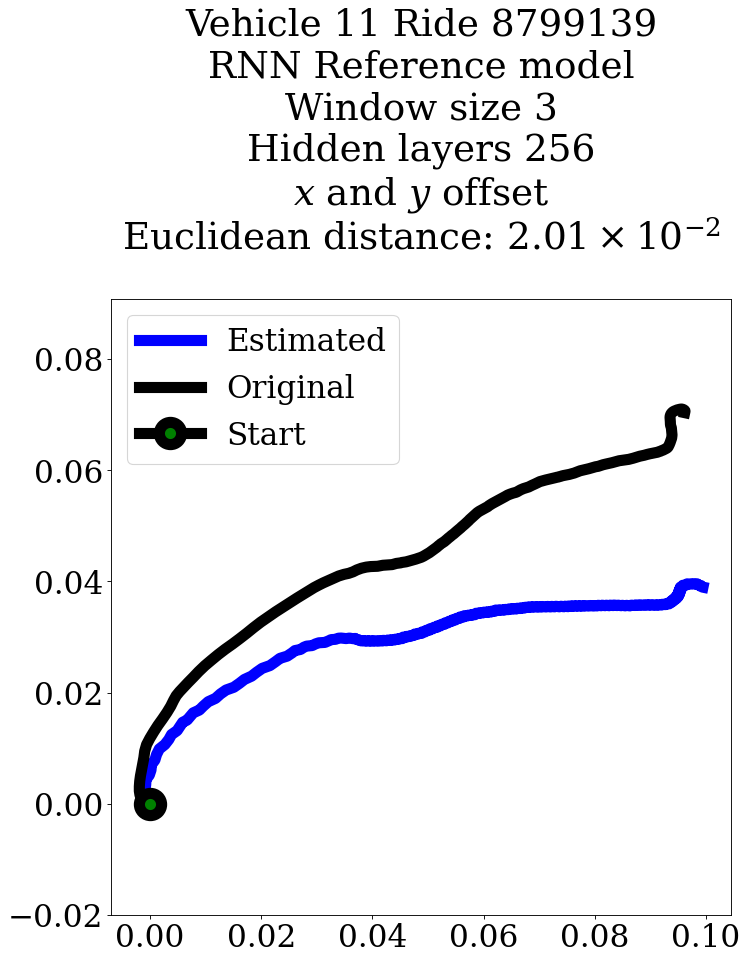 Vehicle 11 Ride 8799139
RNN Reference model
Window size 3
Hidden layers 256
x and y offset
Euclidean distance: 2.01 × 10⁻²
Estimated
Original
Start
0.08
0.06
0.04
0.02
0.00
−0.02
0.00 0.02 0.04 0.06 0.08 0.10